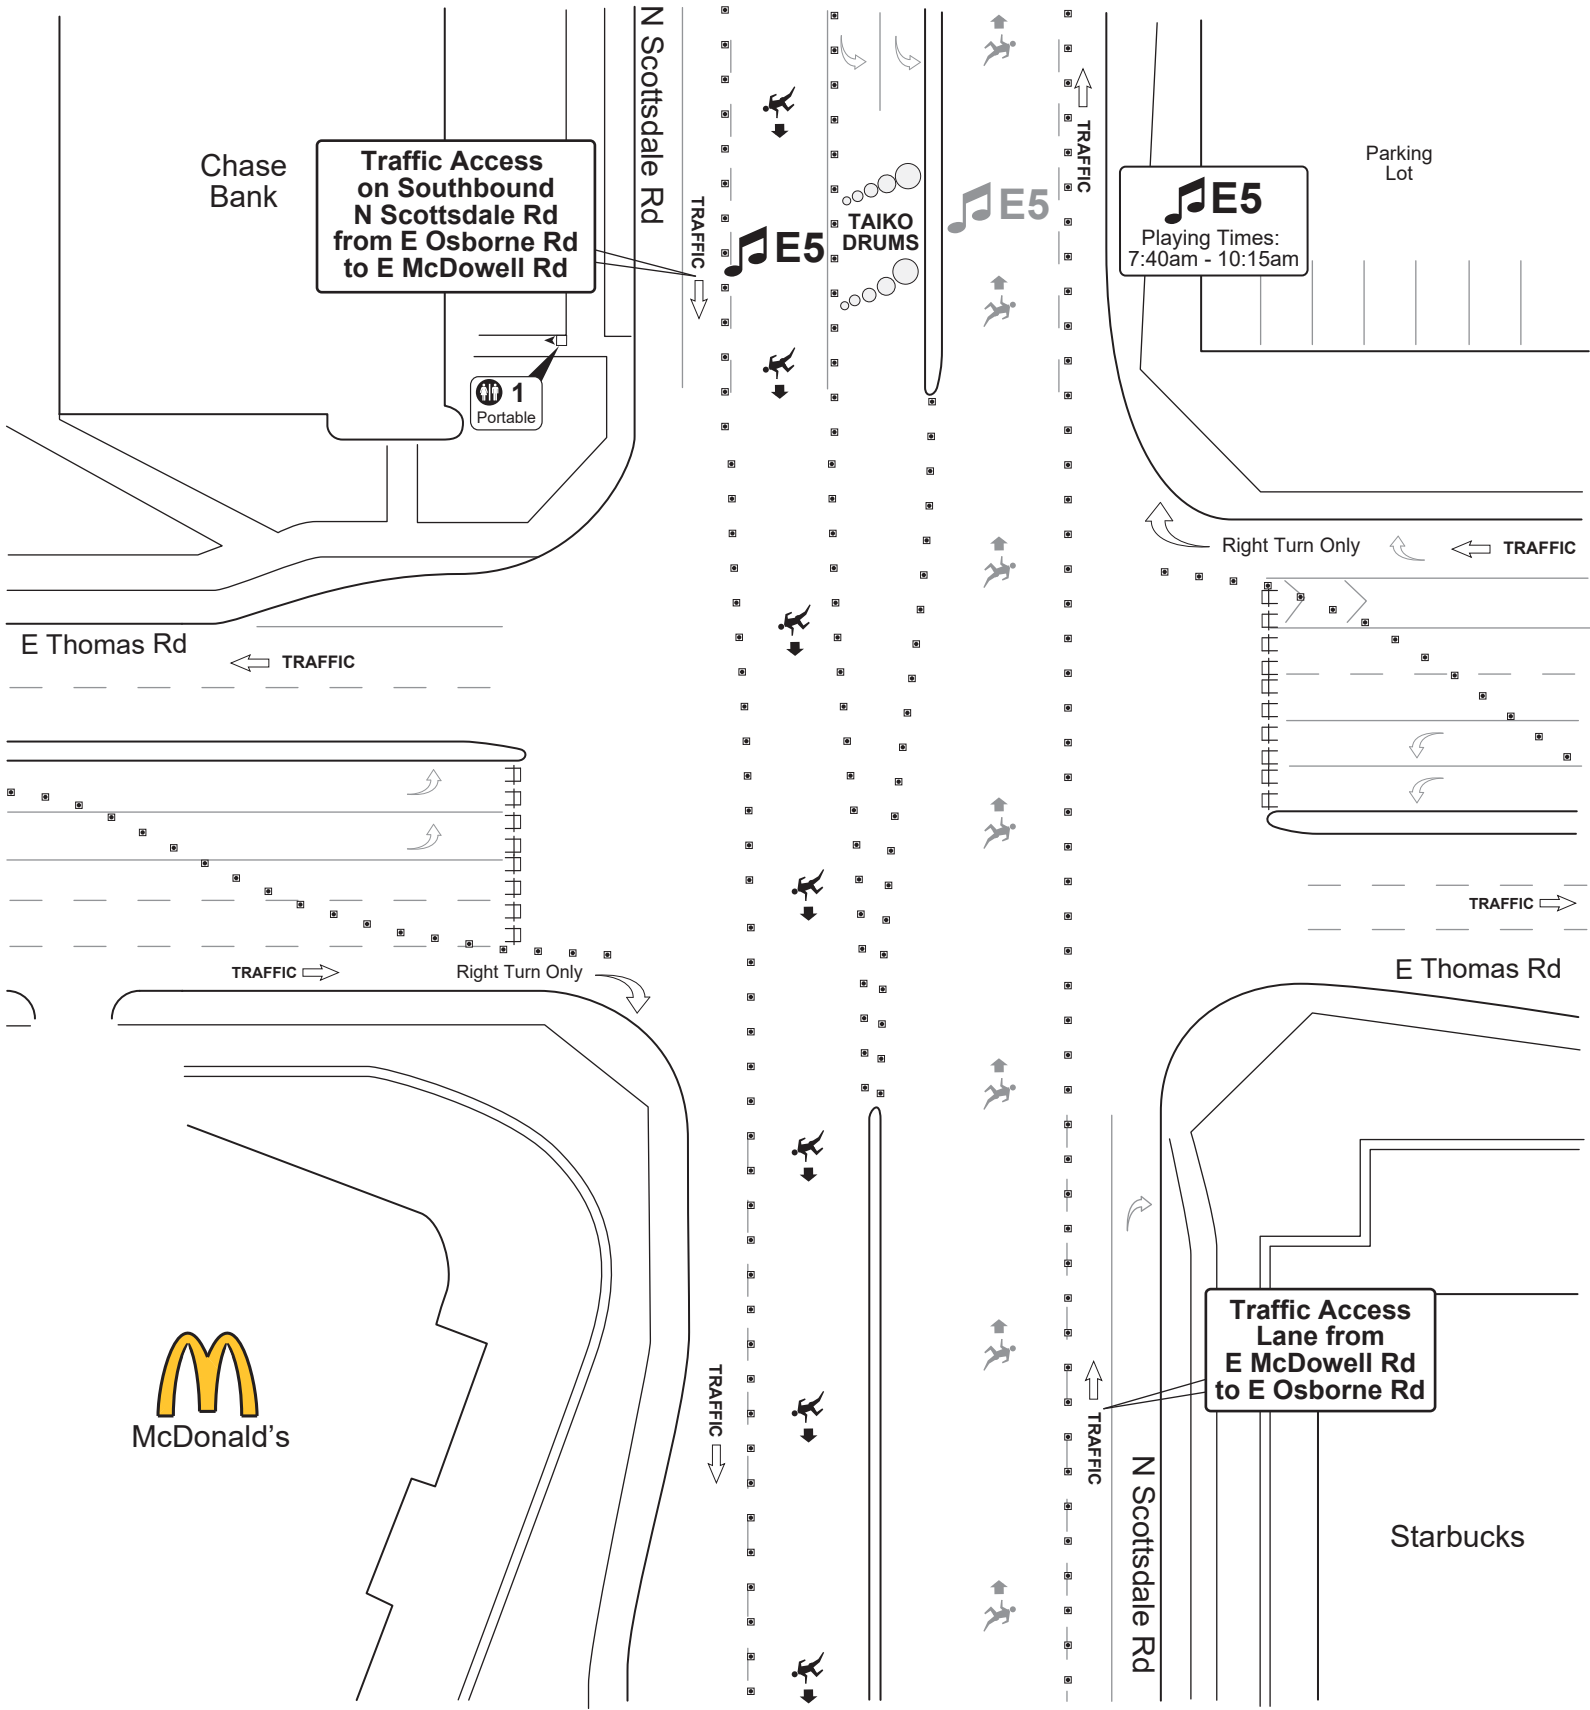 N Scottsdale Rd
Chase
Bank
Traffic Access
on Southbound
N Scottsdale Rd
from E Osborne Rd
to E McDowell Rd
TRAFFIC
E5
TAIKO
DRUMS
E5
TRAFFIC
E5
Playing Times:
7:40am - 10:15am
Parking
Lot
1
Portable
Right Turn Only
TRAFFIC
E Thomas Rd
TRAFFIC
TRAFFIC
E Thomas Rd
TRAFFIC
Right Turn Only
McDonald's
TRAFFIC
TRAFFIC
Traffic Access
Lane from
E McDowell Rd
to E Osborne Rd
N Scottsdale Rd
Starbucks